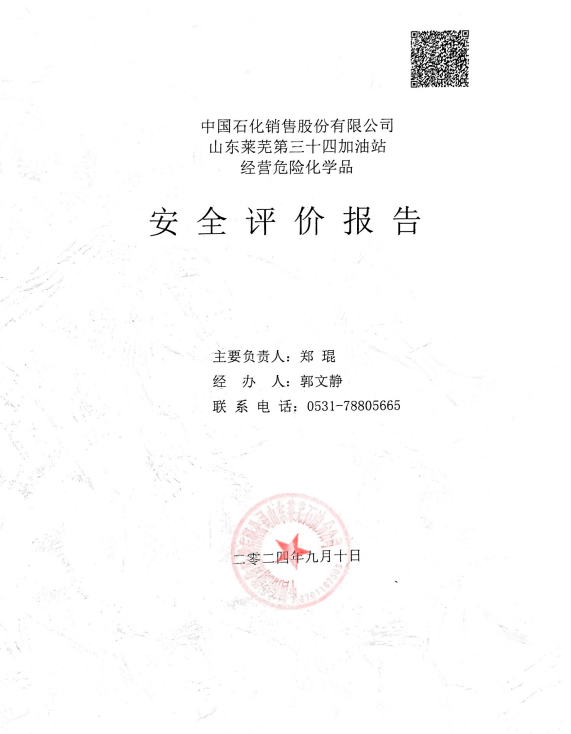 中国石化销售股份有限公司
山东莱芜第三十四加油站
经营危险化学品
安全评价报告
主要负责人：郑 琨
经 办 人：郭文静
联 系 电 话：0531-78805665
二零二四年九月十日